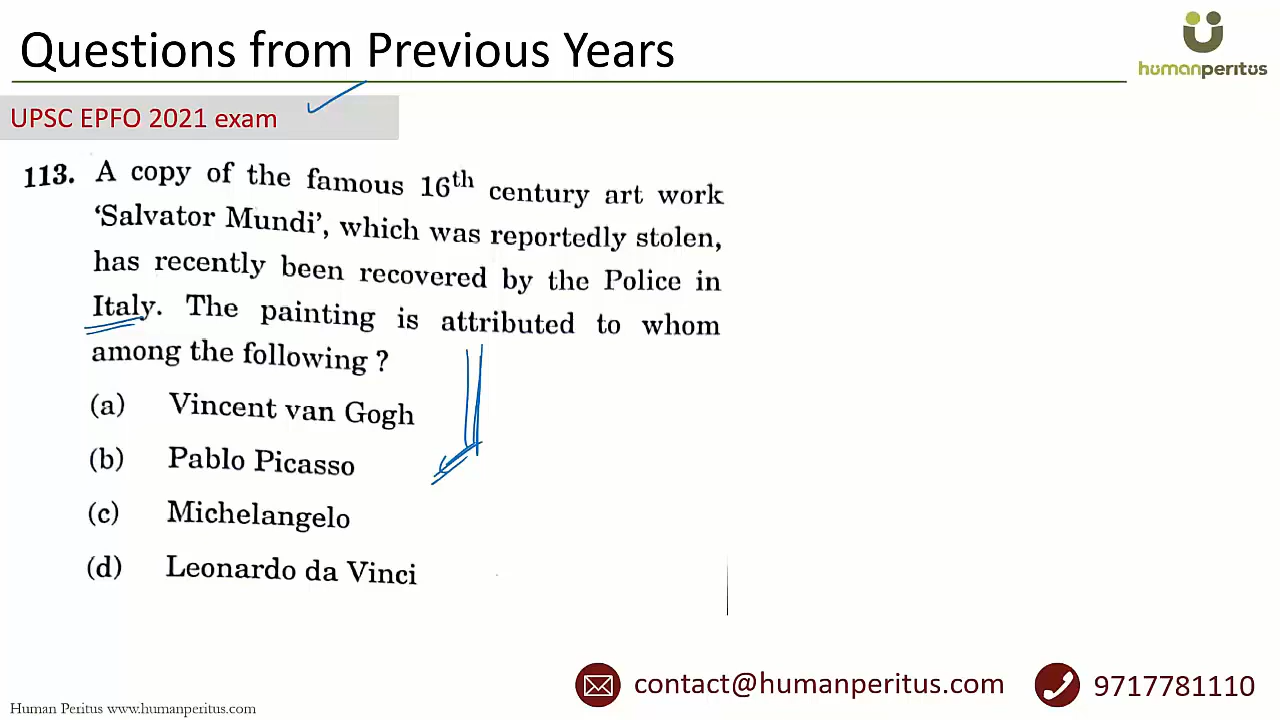 Questions from Previous Years
humanperitus
UPSC EPFO 2021 exam
113. A copy of the famous 16th century art work
‘Salvator Mundi’, which was reportedly stolen,
has recently been recovered by the Police in
Italy. The painting is attributed to whom
among the following ?
(a) Vincent van Gogh
(b) Pablo Picasso
(c) Michelangelo
(d) Leonardo da Vinci
contact@humanperitus.com
9717781110
Human Peritus www.humanperitus.com